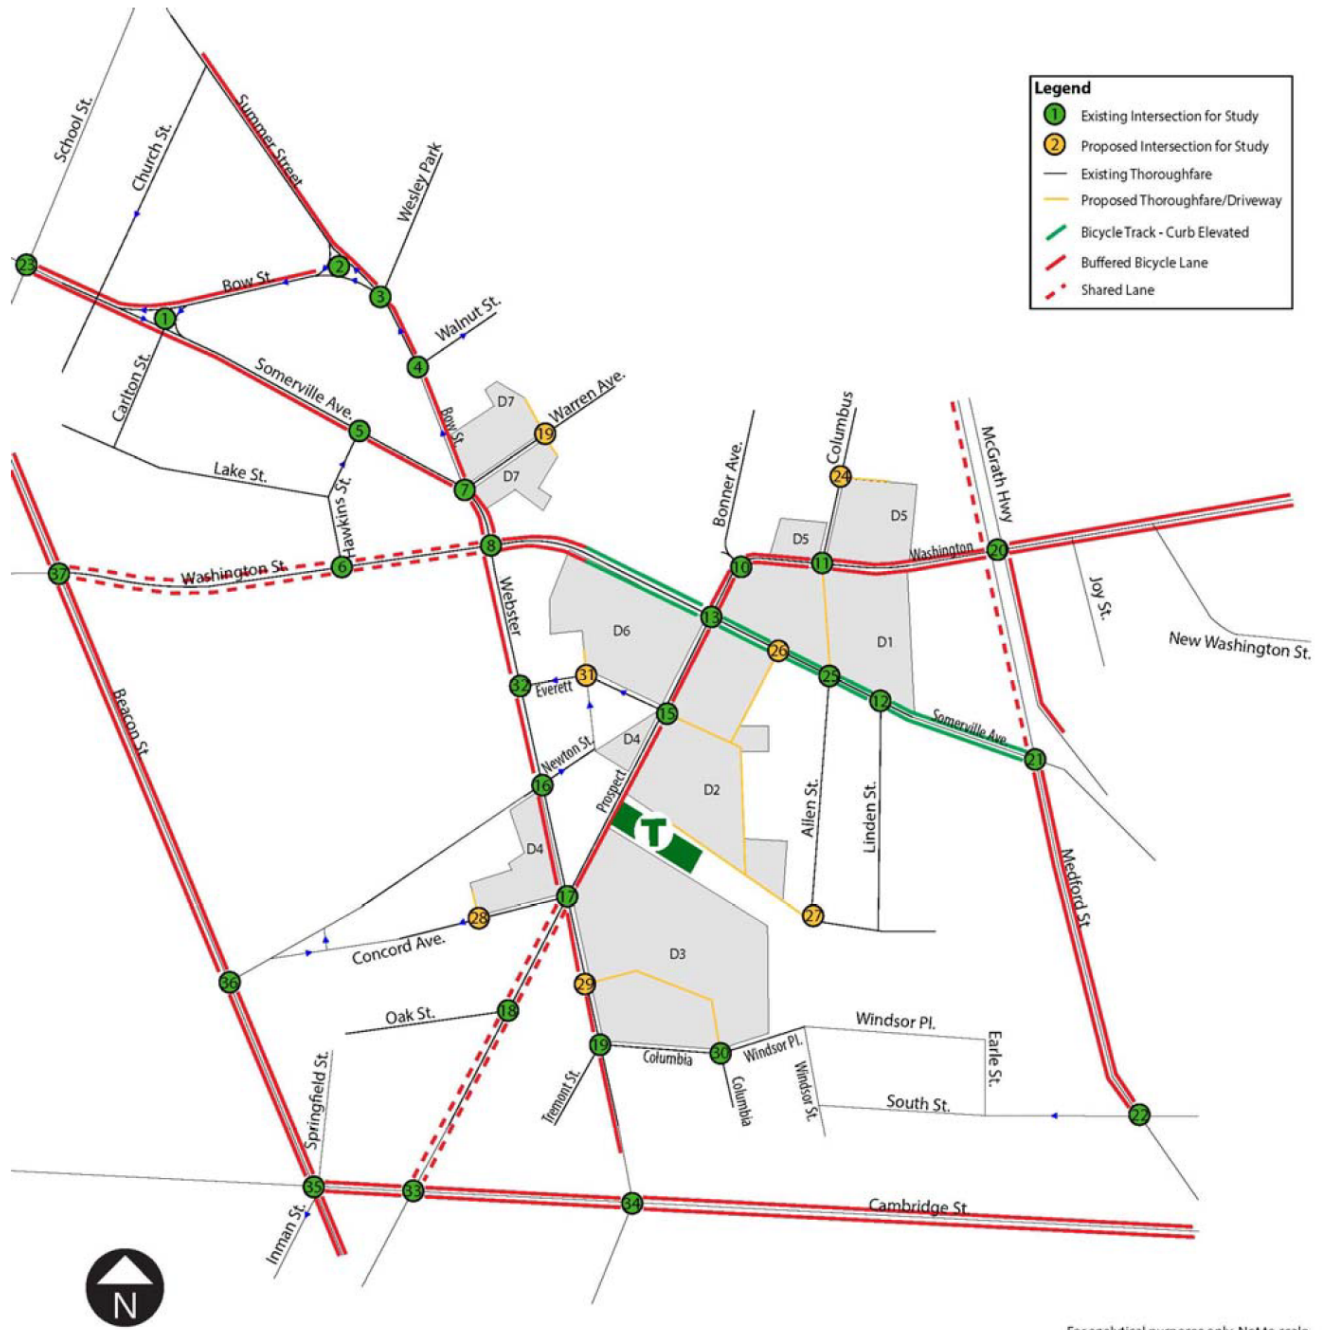 Legend
1 Existing Intersection for Study
2 Proposed Intersection for Study
Existing Thoroughfare
Proposed Thoroughfare/Driveway
Bicycle Track - Curb Elevated
Buffered Bicycle Lane
Shared Lane
School St.
Church St.
Summer Street
Wesley Park
23
2
Bow St.
3
1
Walnut St.
4
Carlton St.
Somerville Ave.
Bow St.
D7
Warren Ave.
19
5
Lake St.
D7
7
Hawkins St.
Columbus
24
McGrath Hwy
Bonner Ave.
D5
D5
8
Washington
20
10
11
37
Washington St.
6
Joy St.
New Washington St.
Webster
13
D6
D1
26
32
Everett
31
25
12
15
Somerville Ave.
Beacon St.
D4
Newton St.
21
16
Prospect
D2
Allen St.
Linden St.
T
D4
Medford St
17
28
27
Concord Ave.
D3
36
29
Oak St.
18
Windsor Pl.
19
Columbia
30
Windsor Pl.
Earle St.
Springfield St.
Tremont St.
Columbia
Windsor St.
South St.
22
35
33
34
Cambridge St.
Inman St.
N